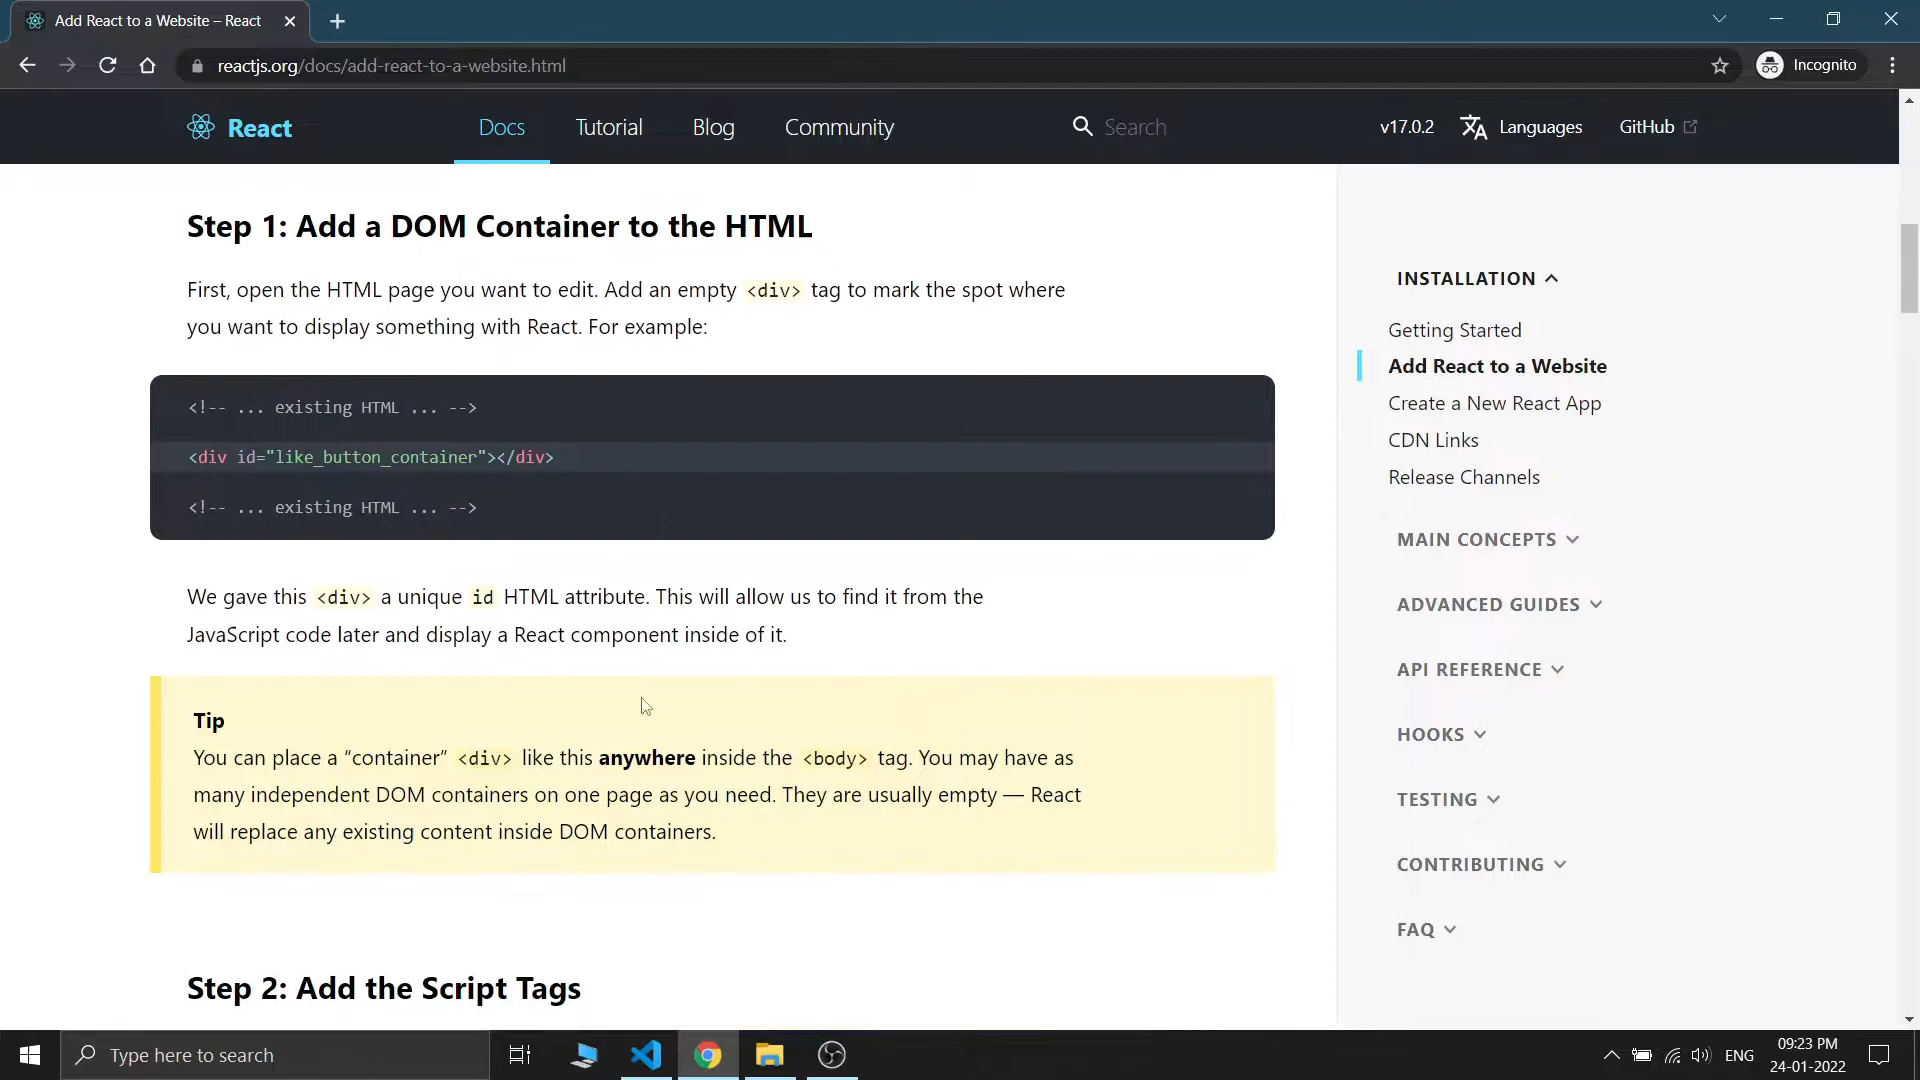 Add React to a Website – React
reactjs.org/docs/add-react-to-a-website.html
Incognito
React
Docs
Tutorial
Blog
Community
Search
v17.0.2
Languages
GitHub
Step 1: Add a DOM Container to the HTML
First, open the HTML page you want to edit. Add an empty <div> tag to mark the spot where
you want to display something with React. For example:
<!-- ... existing HTML ... -->
<div id="like_button_container"></div>
<!-- ... existing HTML ... -->
We gave this <div> a unique id HTML attribute. This will allow us to find it from the
JavaScript code later and display a React component inside of it.
Tip
You can place a “container” <div> like this anywhere inside the <body> tag. You may have as
many independent DOM containers on one page as you need. They are usually empty — React
will replace any existing content inside DOM containers.
Step 2: Add the Script Tags
INSTALLATION
Getting Started
Add React to a Website
Create a New React App
CDN Links
Release Channels
MAIN CONCEPTS
ADVANCED GUIDES
API REFERENCE
HOOKS
TESTING
CONTRIBUTING
FAQ
Type here to search
ENG
09:23 PM
24-01-2022